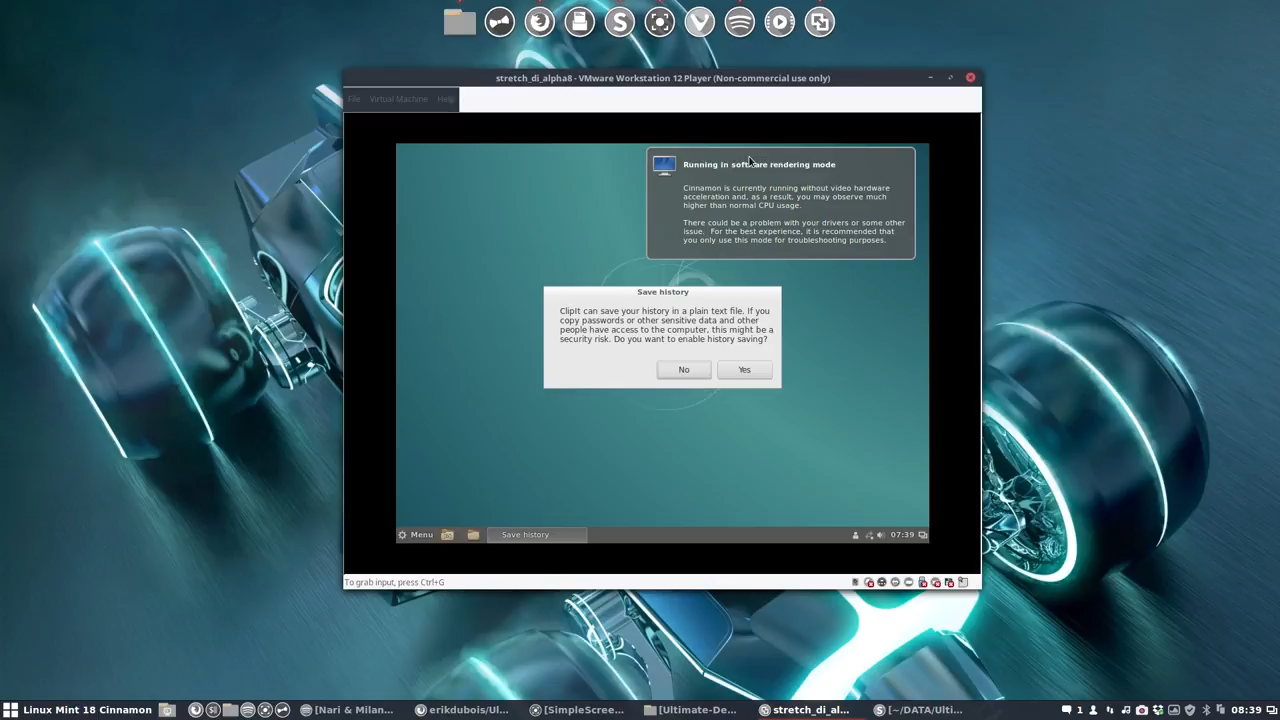 stretch_di_alpha8 - VMware Workstation 12 Player (Non-commercial use only)
File Virtual Machine Help
Running in software rendering mode
Cinnamon is currently running without video hardware
acceleration and, as a result, you may observe much
higher than normal CPU usage.
There could be a problem with your drivers or some other
issue. For the best experience, it is recommended that
you only use this mode for troubleshooting purposes.
Save history
ClipIt can save your history in a plain text file. If you
copy passwords or other sensitive data and other
people have access to the computer, this might be a
security risk. Do you want to enable history saving?
No Yes
Menu Save history 07:39
To grab input, press Ctrl+G
Linux Mint 18 Cinnamon [Nari & Milan... erikdubois/Ul... [SimpleScree... [Ultimate-De... stretch_di_al... [~/DATA/Ulti... 1 08:39